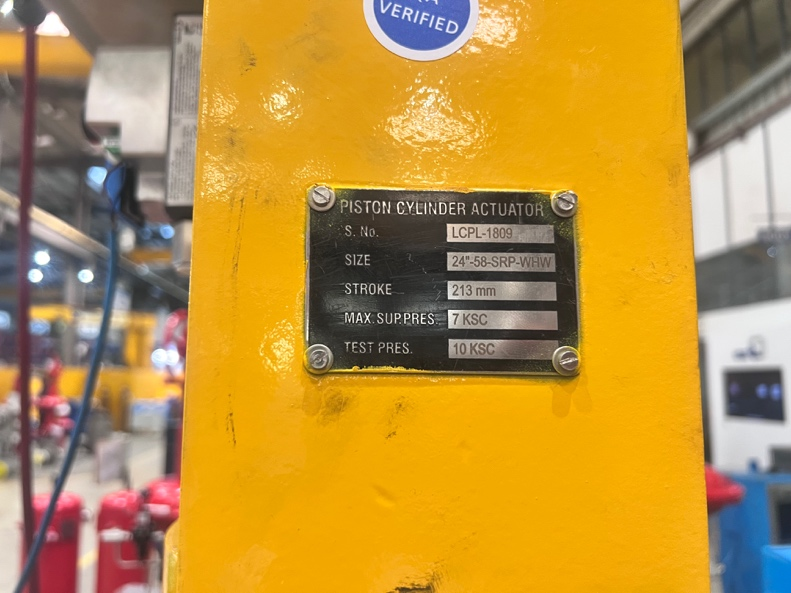 VERIFIED
PISTON CYLINDER ACTUATOR
S. No. LCPL-1809
SIZE 24"-58-SRP-WHW
STROKE 213 mm
MAX. SUP.PRES. 7 KSC
TEST PRES. 10 KSC